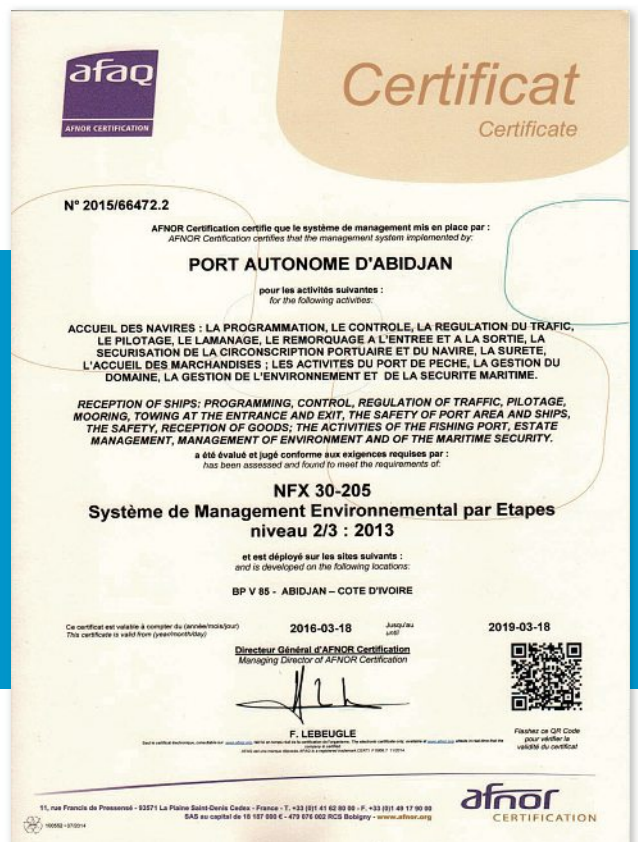 afaq
AFNOR CERTIFICATION
Certificat
Certificate
N° 2015/66472.2
AFNOR Certification certifie que le système de management mis en place par :
AFNOR Certification certifies that the management system implemented by:
PORT AUTONOME D'ABIDJAN
pour les activités suivantes :
for the following activities:
ACCUEIL DES NAVIRES : LA PROGRAMMATION, LE CONTROLE, LA REGULATION DU TRAFIC,
LE PILOTAGE, LE LAMANAGE, LE REMORQUAGE A L'ENTREE ET A LA SORTIE, LA
SECURISATION DE LA CIRCONSCRIPTION PORTUAIRE ET DU NAVIRE, LA SURETE,
L'ACCUEIL DES MARCHANDISES ; LES ACTIVITES DU PORT DE PECHE, LA GESTION DU
DOMAINE, LA GESTION DE L'ENVIRONNEMENT ET DE LA SECURITE MARITIME.
RECEPTION OF SHIPS: PROGRAMMING, CONTROL, REGULATION OF TRAFFIC, PILOTAGE,
MOORING, TOWING AT THE ENTRANCE AND EXIT, THE SAFETY OF PORT AREA AND SHIPS,
THE SAFETY, RECEPTION OF GOODS; THE ACTIVITIES OF THE FISHING PORT, ESTATE
MANAGEMENT, MANAGEMENT OF ENVIRONMENT AND OF THE MARITIME SECURITY.
a été évalué et jugé conforme aux exigences requises par :
has been assessed and found to meet the requirements of:
NFX 30-205
Système de Management Environnemental par Etapes
niveau 2/3 : 2013
et est déployé sur les sites suivants :
and is developed on the following locations:
BP V 85 - ABIDJAN – COTE D'IVOIRE
Ce certificat est valable à compter du (année/mois/jour) 2016-03-18 Jusqu'au 2019-03-18
This certificate is valid from (year/month/day) until
Directeur Général d'AFNOR Certification
Managing Director of AFNOR Certification
F. LEBEUGLE
Flashez ce QR Code
pour vérifier la
validité du certificat
11, rue Francis de Pressensé - 93571 La Plaine Saint-Denis Cedex - France - T. +33 (0)1 41 62 80 00 - F. +33 (0)1 49 17 90 00
SAS au capital de 18 187 000 € - 479 076 002 RCS Bobigny - www.afnor.org
afnor
CERTIFICATION